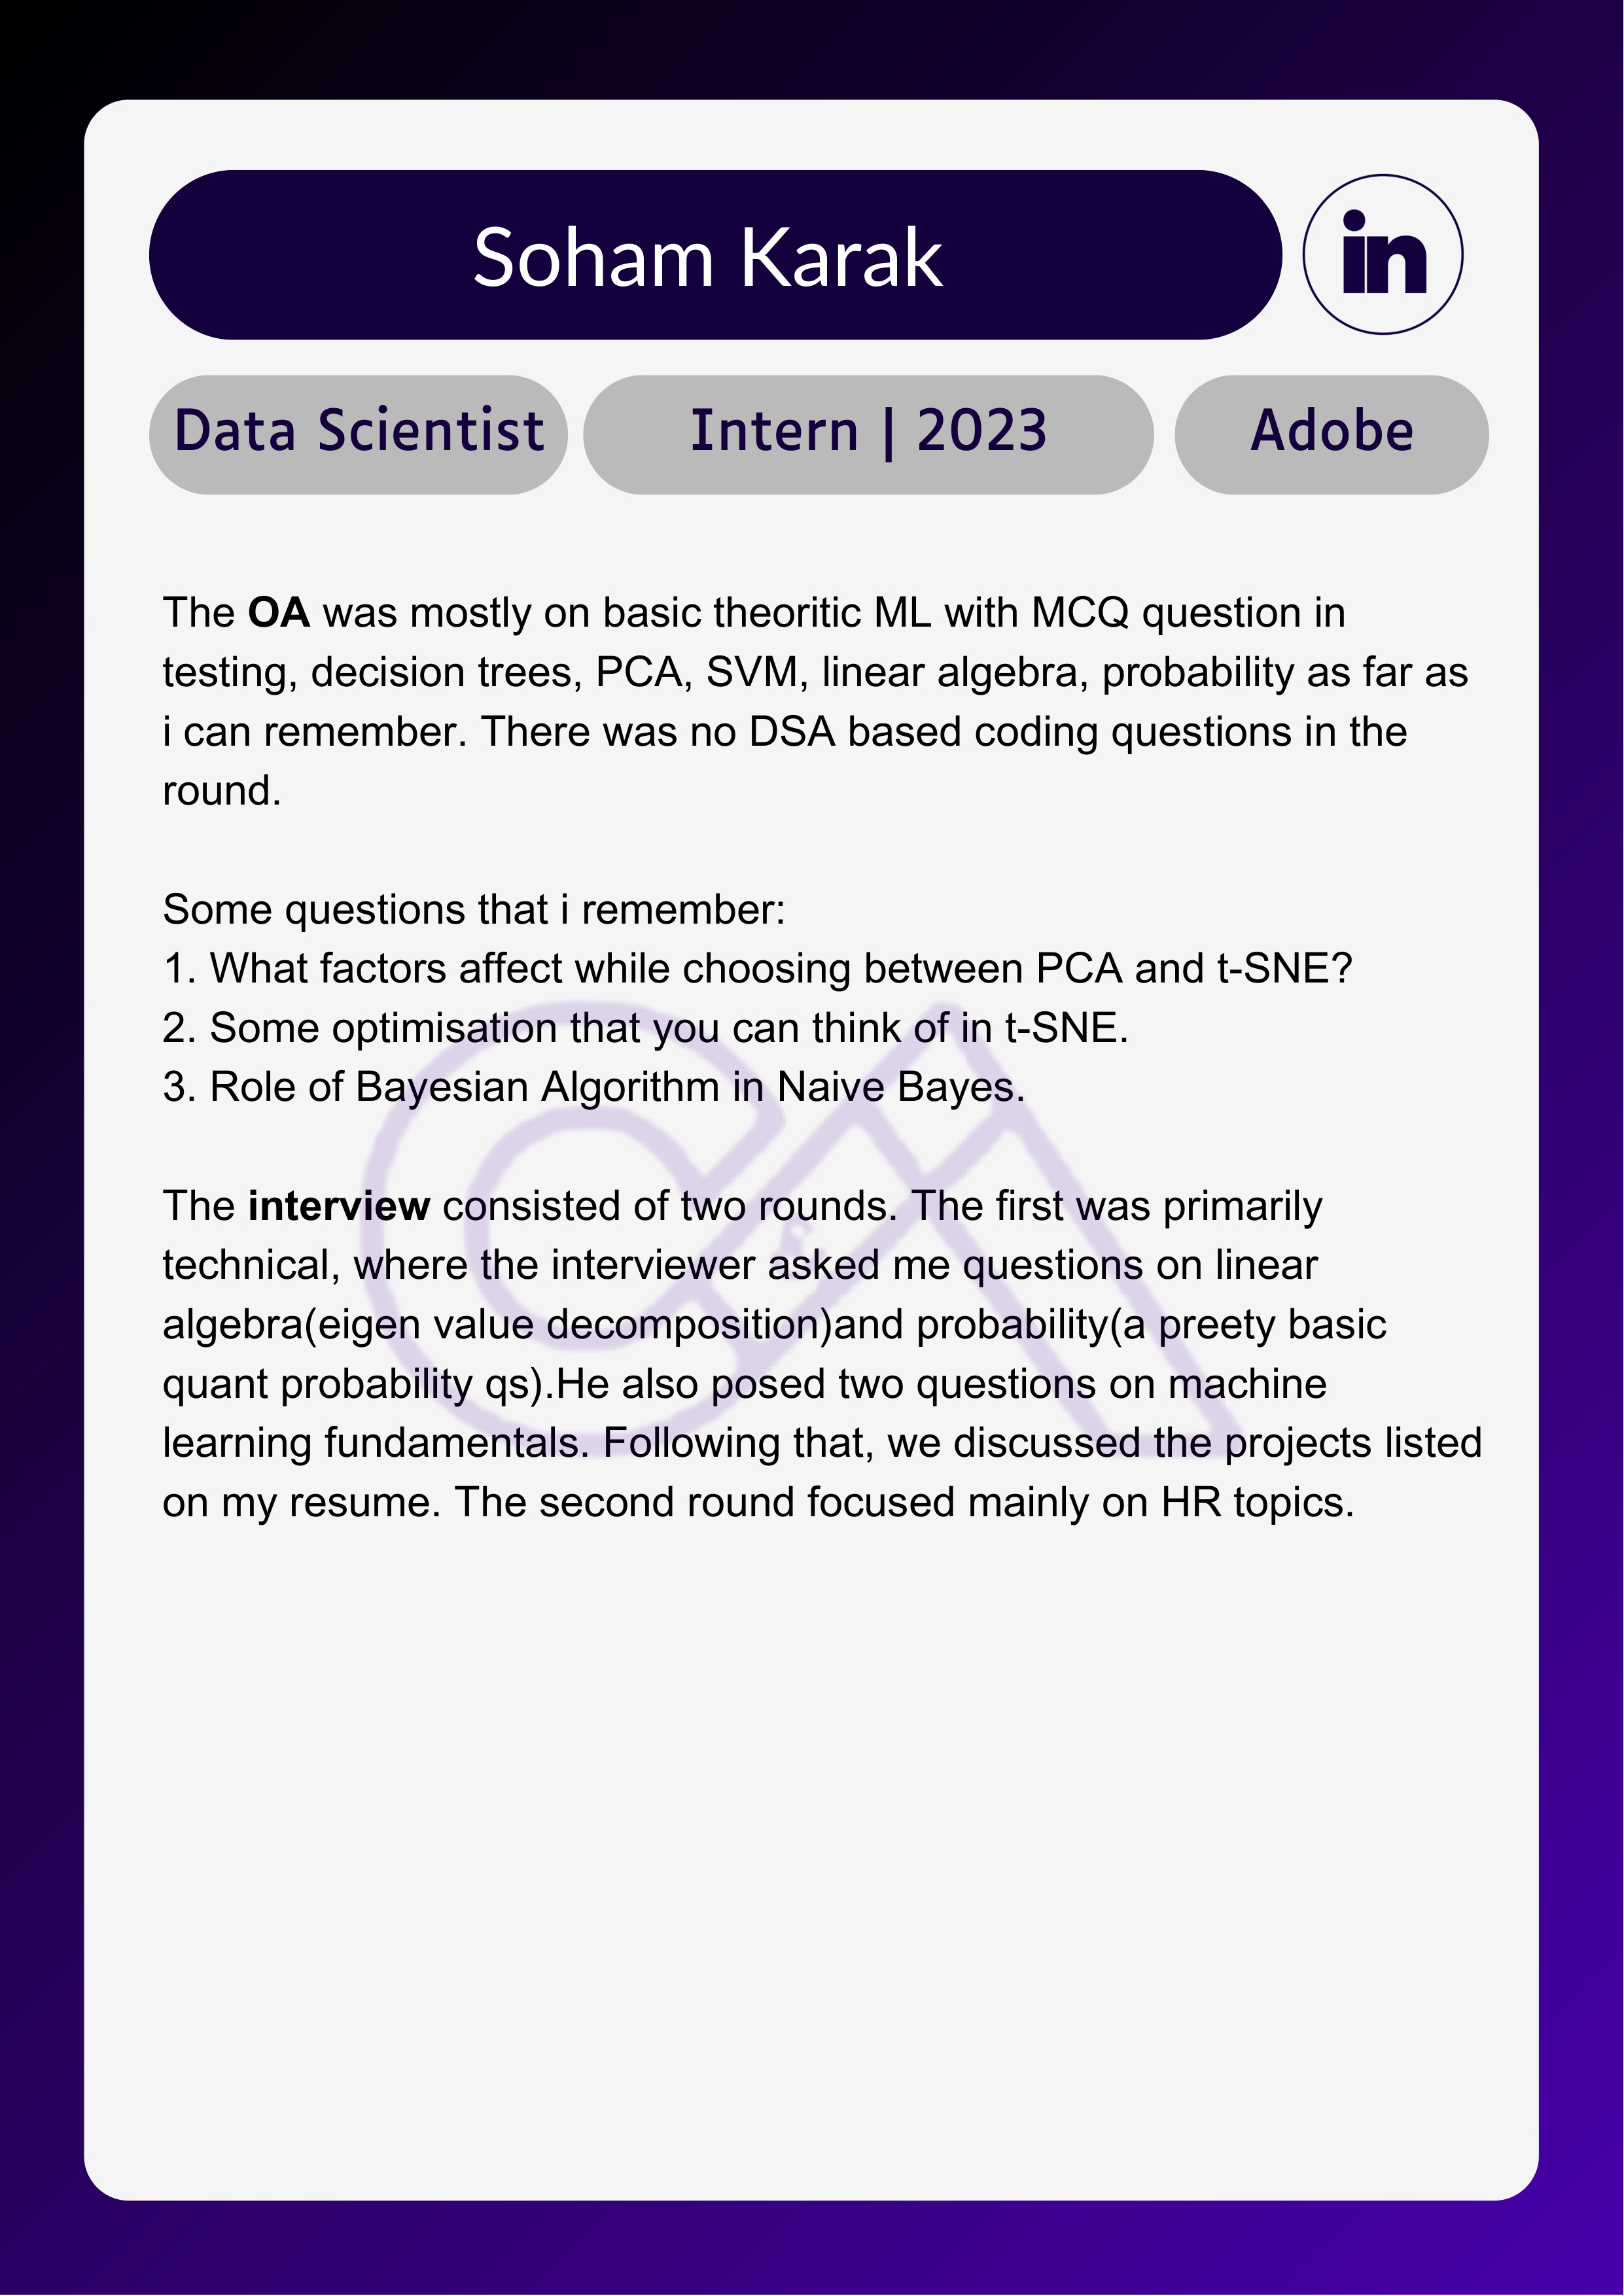 Soham Karak
in
Data Scientist
Intern | 2023
Adobe
The OA was mostly on basic theoritic ML with MCQ question in
testing, decision trees, PCA, SVM, linear algebra, probability as far as
i can remember. There was no DSA based coding questions in the
round.
Some questions that i remember:
1. What factors affect while choosing between PCA and t-SNE?
2. Some optimisation that you can think of in t-SNE.
3. Role of Bayesian Algorithm in Naive Bayes.
The interview consisted of two rounds. The first was primarily
technical, where the interviewer asked me questions on linear
algebra(eigen value decomposition)and probability(a preety basic
quant probability qs).He also posed two questions on machine
learning fundamentals. Following that, we discussed the projects listed
on my resume. The second round focused mainly on HR topics.